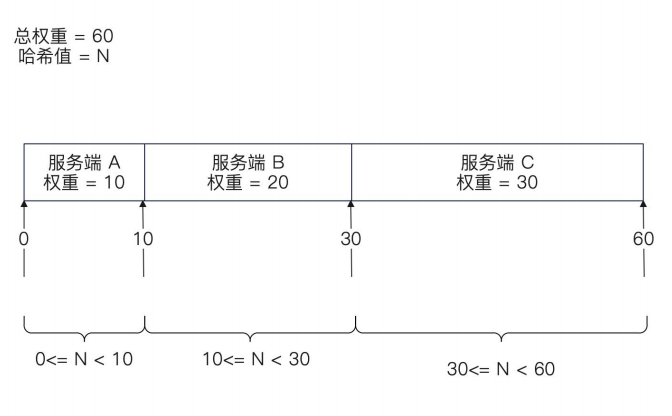 总权重 = 60
哈希值 = N
服务端 A
权重 = 10
服务端 B
权重 = 20
服务端 C
权重 = 30
0
10
30
60
0<= N < 10
10<= N < 30
30<= N < 60